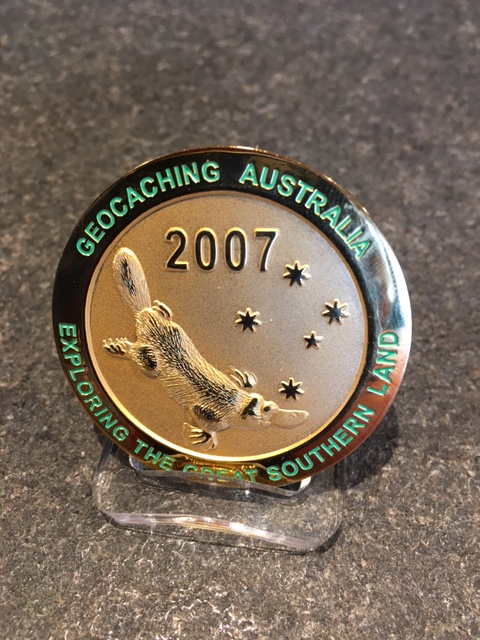 GEOCACHING AUSTRALIA
2007
EXPLORING THE GREAT SOUTHERN LAND